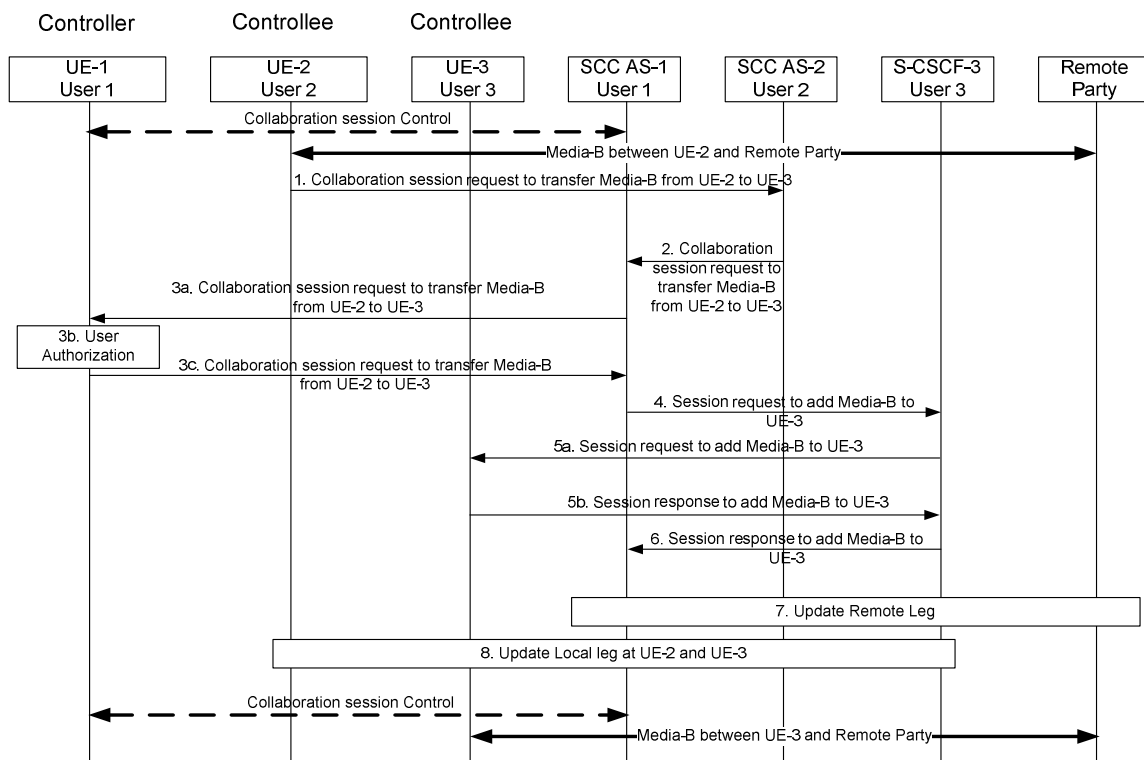 Controller
Controllee
Controllee
UE-1
User 1
UE-2
User 2
UE-3
User 3
SCC AS-1
User 1
SCC AS-2
User 2
S-CSCF-3
User 3
Remote
Party
Collaboration session Control
Media-B between UE-2 and Remote Party
1. Collaboration session request to transfer Media-B from UE-2 to UE-3
2. Collaboration
session request to
transfer Media-B
from UE-2 to UE-3
3a. Collaboration session request to transfer Media-B
from UE-2 to UE-3
3b. User
Authorization
3c. Collaboration session request to transfer Media-B
from UE-2 to UE-3
4. Session request to add Media-B to
UE-3
5a. Session request to add Media-B to UE-3
5b. Session response to add Media-B to UE-3
6. Session response to add Media-B to
UE-3
7. Update Remote Leg
8. Update Local leg at UE-2 and UE-3
Collaboration session Control
Media-B between UE-3 and Remote Party